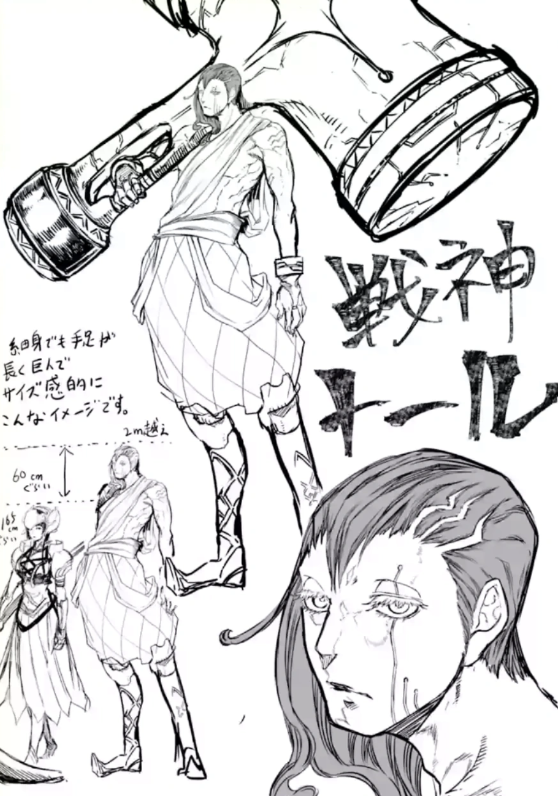 戦神
トール
細身でも手足が
長く巨人で
サイズ感的に
こんなイメージです。
2m越え
60cm
ぐらい
165
cm
ぐらい